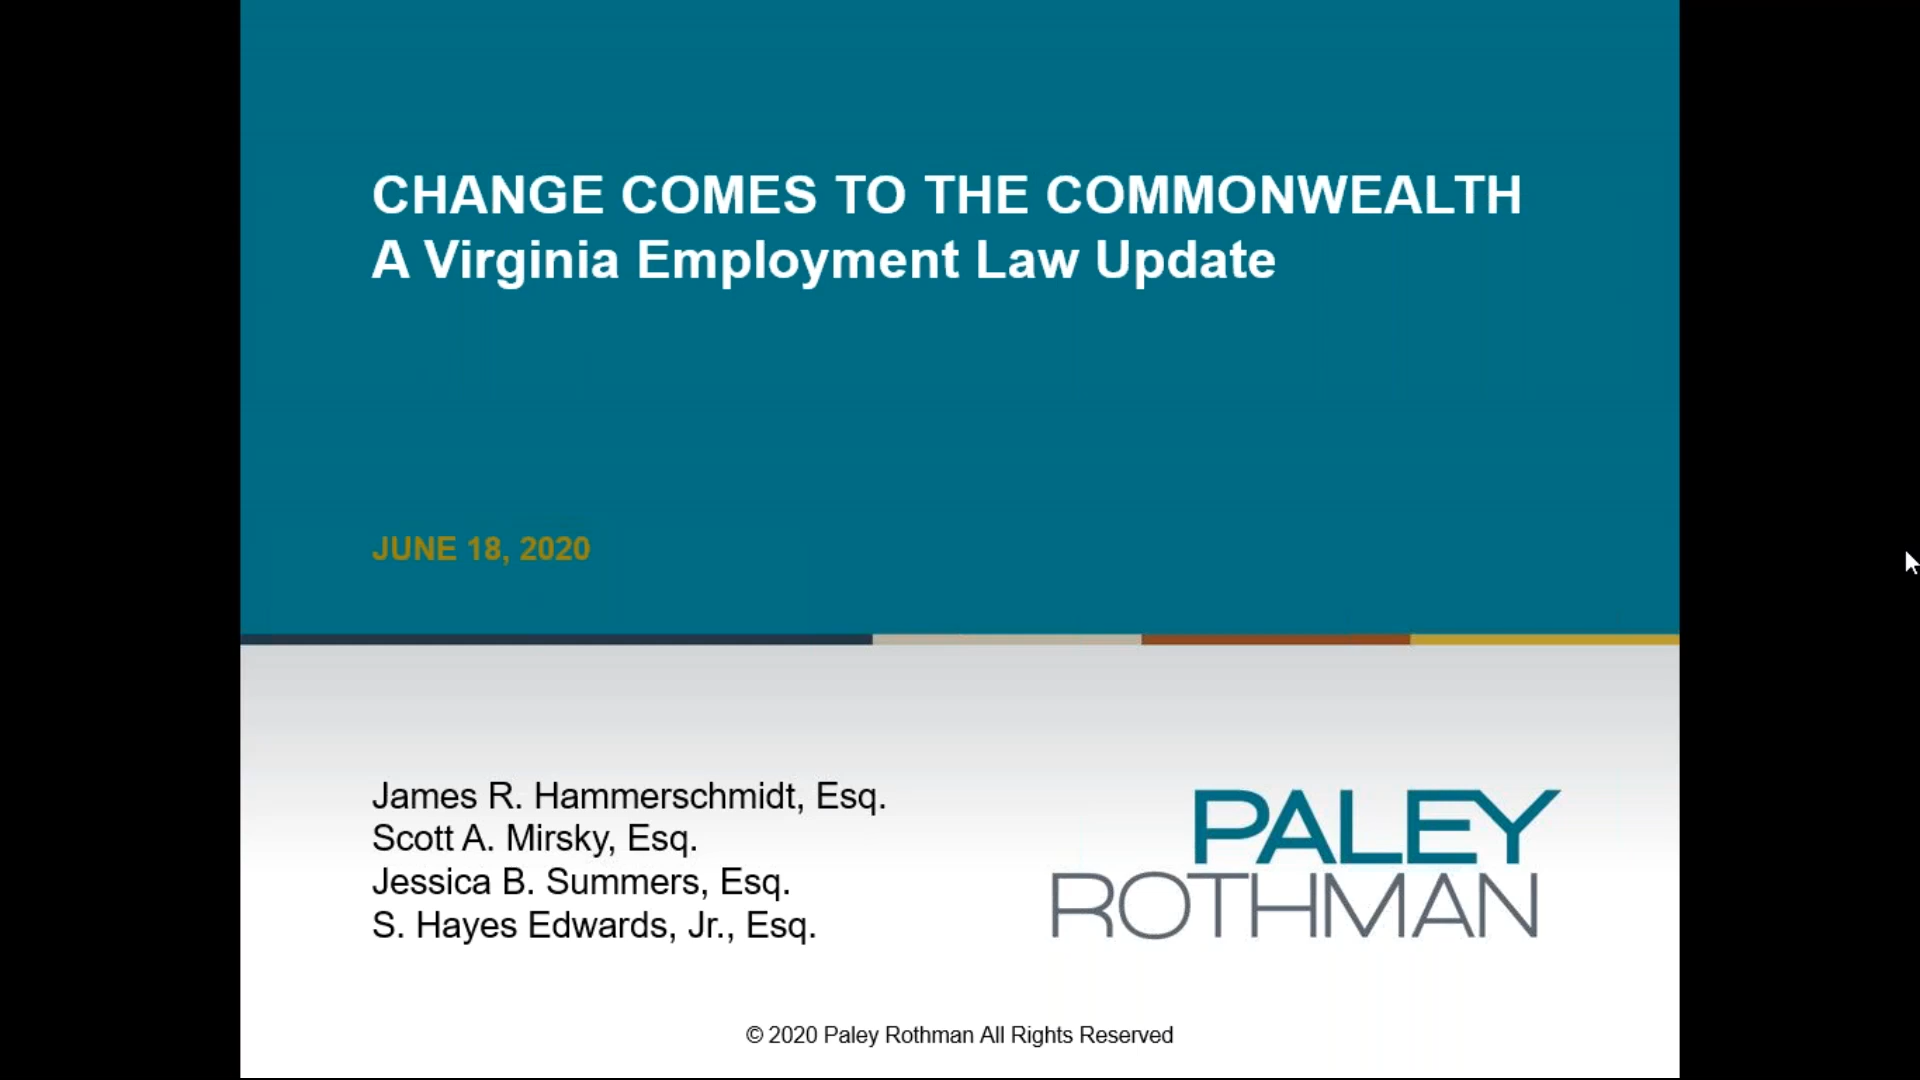 CHANGE COMES TO THE COMMONWEALTH
A Virginia Employment Law Update
JUNE 18, 2020
James R. Hammerschmidt, Esq.
Scott A. Mirsky, Esq.
Jessica B. Summers, Esq.
S. Hayes Edwards, Jr., Esq.
PALEY
ROTHMAN
© 2020 Paley Rothman All Rights Reserved